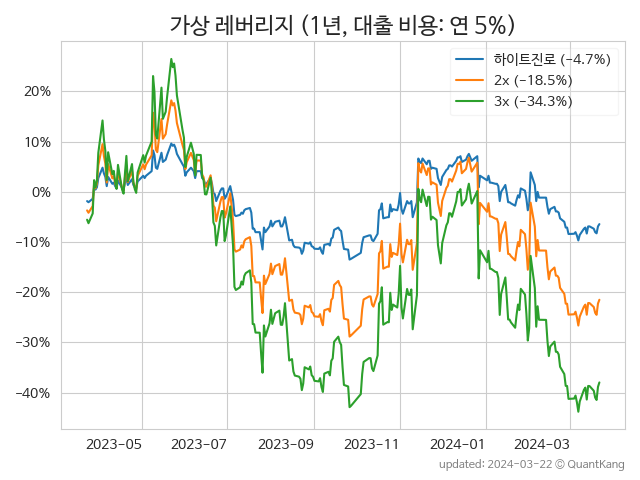 가상 레버리지 (1년, 대출 비용: 연 5%)
하이트진로 (−4.7%)
2x (−18.5%)
3x (−34.3%)
20%
10%
0%
−10%
−20%
−30%
−40%
2023-05
2023-07
2023-09
2023-11
2024-01
2024-03
updated: 2024-03-22 © QuantKang